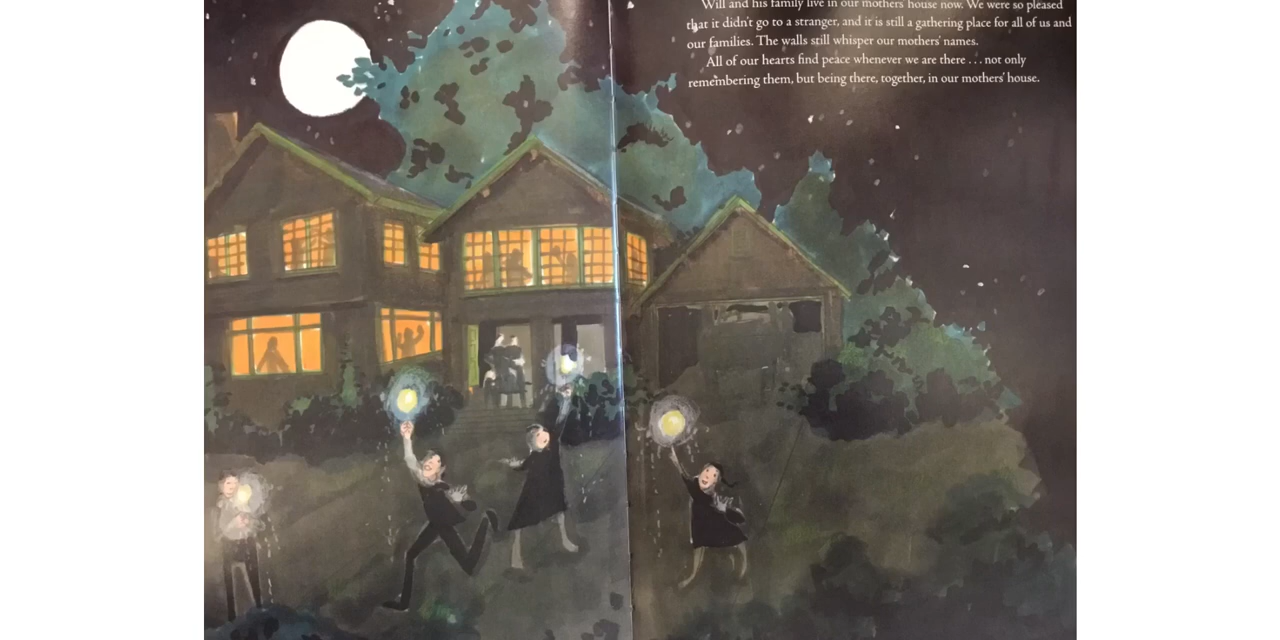 Will and his family live in our mothers' house now. We were so pleased
that it didn't go to a stranger, and it is still a gathering place for all of us and
our families. The walls still whisper our mothers' names.
All of our hearts find peace whenever we are there . . . not only
remembering them, but being there, together, in our mothers' house.